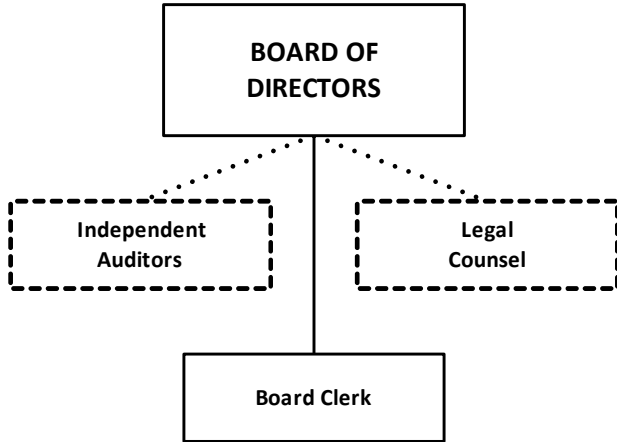 BOARD OF
DIRECTORS
Independent
Auditors
Legal
Counsel
Board Clerk